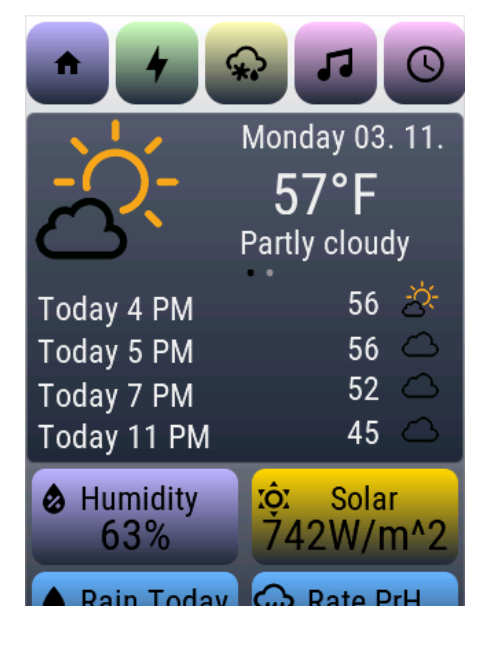 Monday 03. 11.
57°F
Partly cloudy
Today 4 PM 56
Today 5 PM 56
Today 7 PM 52
Today 11 PM 45
Humidity
63%
Solar
742W/m^2
Rain Today
Rate PrH